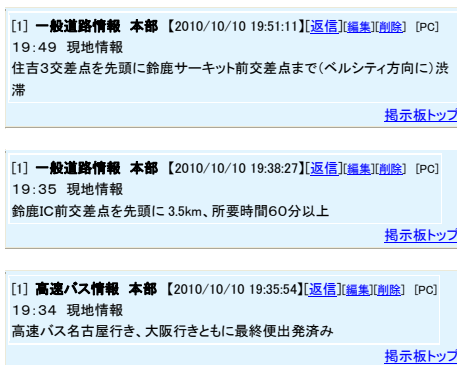 [1] 一般道路情報 本部 【2010/10/10 19:51:11】[返信][編集][削除] [PC]
19：49 現地情報
住吉３交差点を先頭に鈴鹿サーキット前交差点まで（ベルシティ方向に）渋
滞
掲示板トップ
[1] 一般道路情報 本部 【2010/10/10 19:38:27】[返信][編集][削除] [PC]
19：35 現地情報
鈴鹿IC前交差点を先頭に 3.5km、所要時間６０分以上
掲示板トップ
[1] 高速バス情報 本部 【2010/10/10 19:35:54】[返信][編集][削除] [PC]
19：34 現地情報
高速バス名古屋行き、大阪行きともに最終便出発済み
掲示板トップ